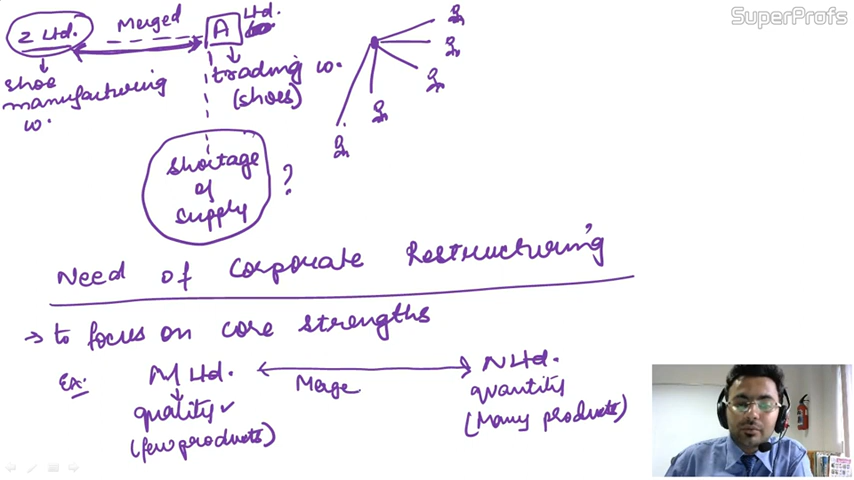 SuperProfs
Z Ltd.
Merged
A
Ltd.
shoe
manufacturing
co.
trading co.
(shoes)
Shortage
of
supply
?
Need of corporate Restructuring
→ to focus on core strengths
Ex:
M Ltd.
Merge
N Ltd.
quality ✓
(few products)
quantity
(Many products)